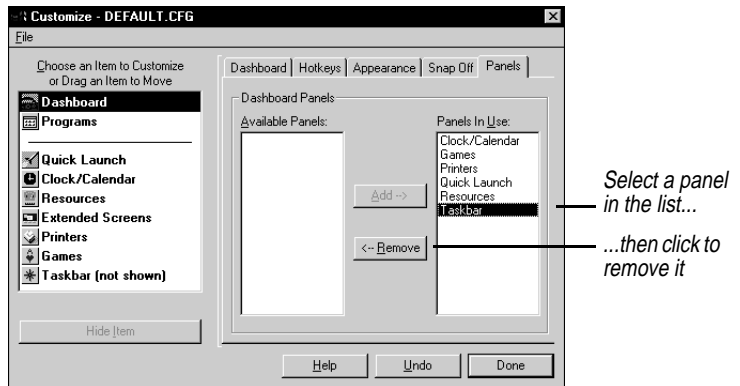 Customize - DEFAULT.CFG
File
Choose an Item to Customize
or Drag an Item to Move
Dashboard
Programs
Quick Launch
Clock/Calendar
Resources
Extended Screens
Printers
Games
Taskbar (not shown)
Hide Item
Dashboard
Hotkeys
Appearance
Snap Off
Panels
Dashboard Panels
Available Panels:
Add -->
<-- Remove
Panels In Use:
Clock/Calendar
Games
Printers
Quick Launch
Resources
Taskbar
Help
Undo
Done
Select a panel
in the list...
...then click to
remove it